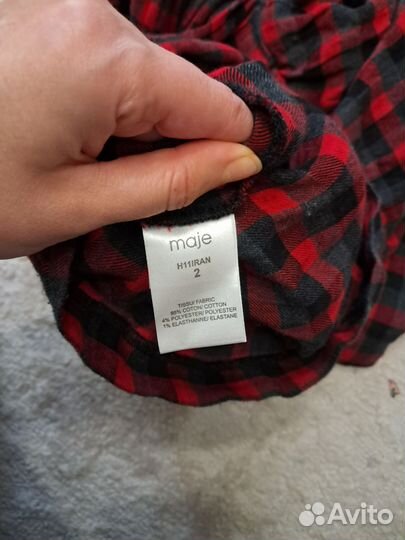 maje
H11IRAN
2
TISSU/ FABRIC
95% COTON/ COTTON
4% POLYESTER/ POLYESTER
1% ELASTHANNE/ ELASTANE
Avito